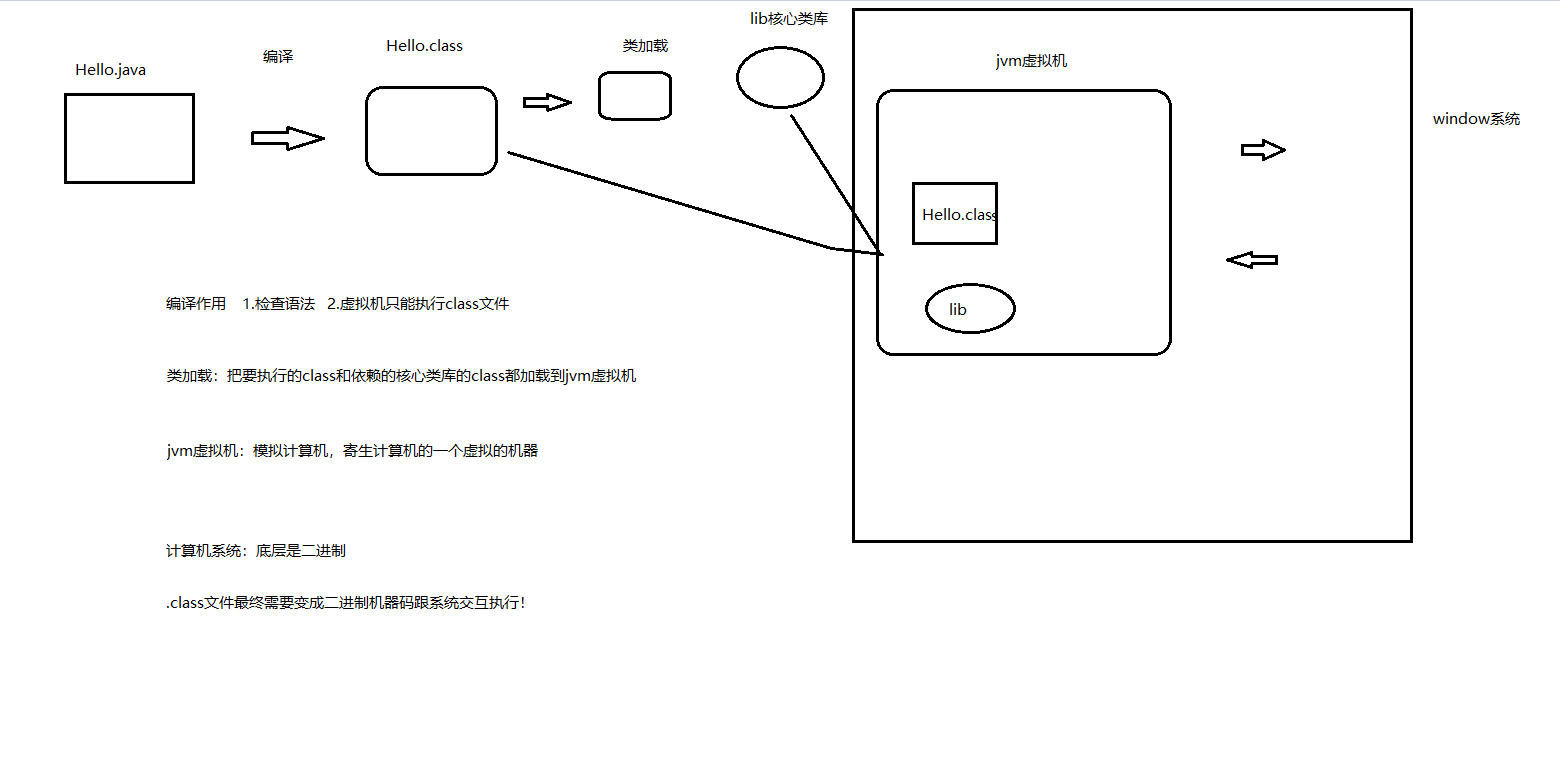 lib核心类库
Hello.class
类加载
编译
jvm虚拟机
Hello.java
window系统
Hello.class
编译作用 1.检查语法 2.虚拟机只能执行class文件
lib
类加载：把要执行的class和依赖的核心类库的class都加载到jvm虚拟机
jvm虚拟机：模拟计算机，寄生计算机的一个虚拟的机器
计算机系统：底层是二进制
.class文件最终需要变成二进制机器码跟系统交互执行！